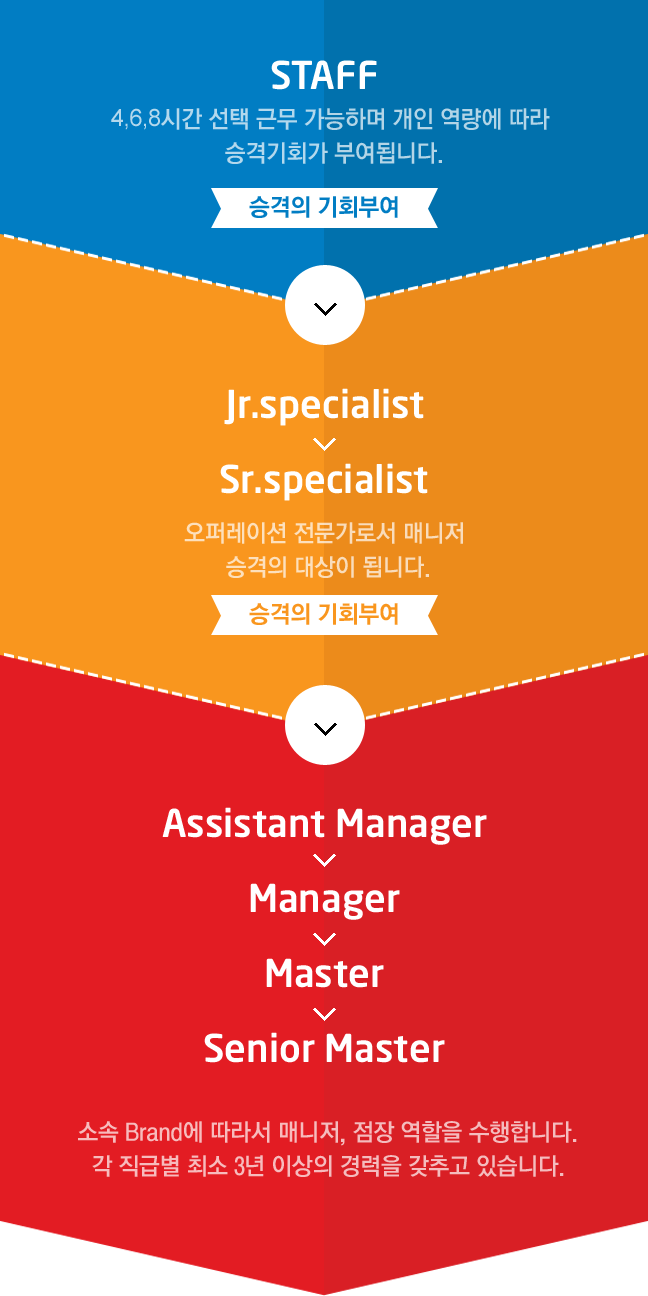 STAFF
4,6,8시간 선택 근무 가능하며 개인 역량에 따라
승격기회가 부여됩니다.
승격의 기회부여
Jr.specialist
Sr.specialist
오퍼레이션 전문가로서 매니저
승격의 대상이 됩니다.
승격의 기회부여
Assistant Manager
Manager
Master
Senior Master
소속 Brand에 따라서 매니저, 점장 역할을 수행합니다.
각 직급별 최소 3년 이상의 경력을 갖추고 있습니다.